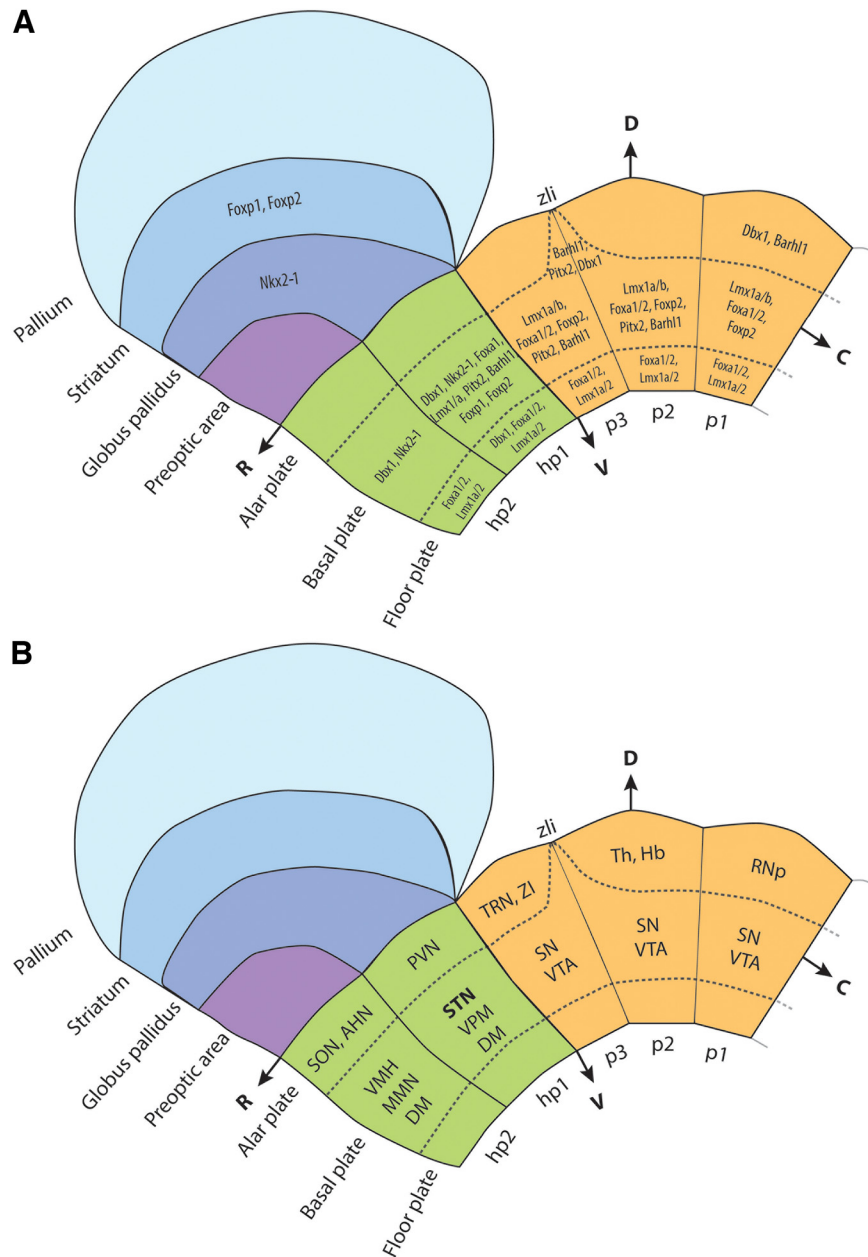 A
D
zli
Foxp1, Foxp2
Dbx1, Barhl1
Barhl1,
Pitx2, Dbx1
Nkx2-1
Lmx1a/b,
Foxa1/2, Foxp2,
Pitx2, Barhl1
Lmx1a/b,
Foxa1/2, Foxp2,
Pitx2, Barhl1
Lmx1a/b,
Foxa1/2,
Foxp2
Pallium
Striatum
Globus pallidus
Preoptic area
R
Alar plate
Basal plate
Floor plate
Dbx1, Nkx2-1, Foxa1,
Lmx1/a, Pitx2, Barhl1
Foxp1, Foxp2
Dbx1, Nkx2-1
Dbx1, Foxa1/2,
Lmx1a/2
Foxa1/2,
Lmx1a/2
Foxa1/2,
Lmx1a/2
Foxa1/2,
Lmx1a/2
Foxa1/2,
Lmx1a/2
C
hp2
hp1
V
p3
p2
p1
B
D
zli
Th, Hb
RNp
TRN, ZI
SN
VTA
SN
VTA
SN
VTA
Pallium
Striatum
Globus pallidus
Preoptic area
R
Alar plate
Basal plate
Floor plate
PVN
SON, AHN
STN
VPM
DM
VMH
MMN
DM
C
hp2
hp1
V
p3
p2
p1